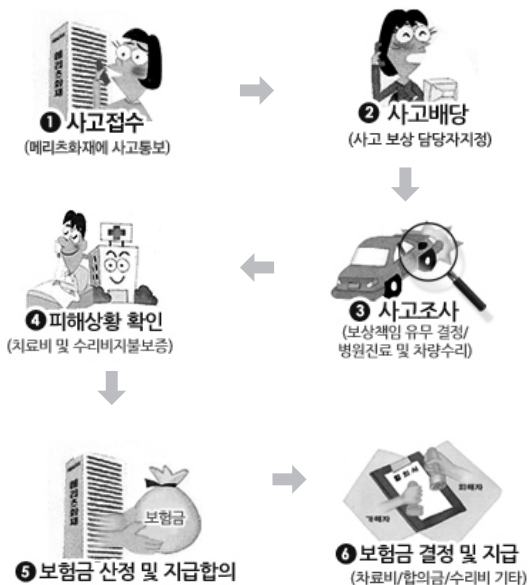 메리츠화재
❶ 사고접수
(메리츠화재에 사고통보)
❷ 사고배당
(사고 보상 담당자지정)
❸ 사고조사
(보상책임 유무 결정/
병원진료 및 차량수리)
❹ 피해상황 확인
(치료비 및 수리비지불보증)
메리츠화재
보험금
❺ 보험금 산정 및 지급합의
합의서
피해자
가해자
❻ 보험금 결정 및 지급
(차료비/합의금/수리비 기타)